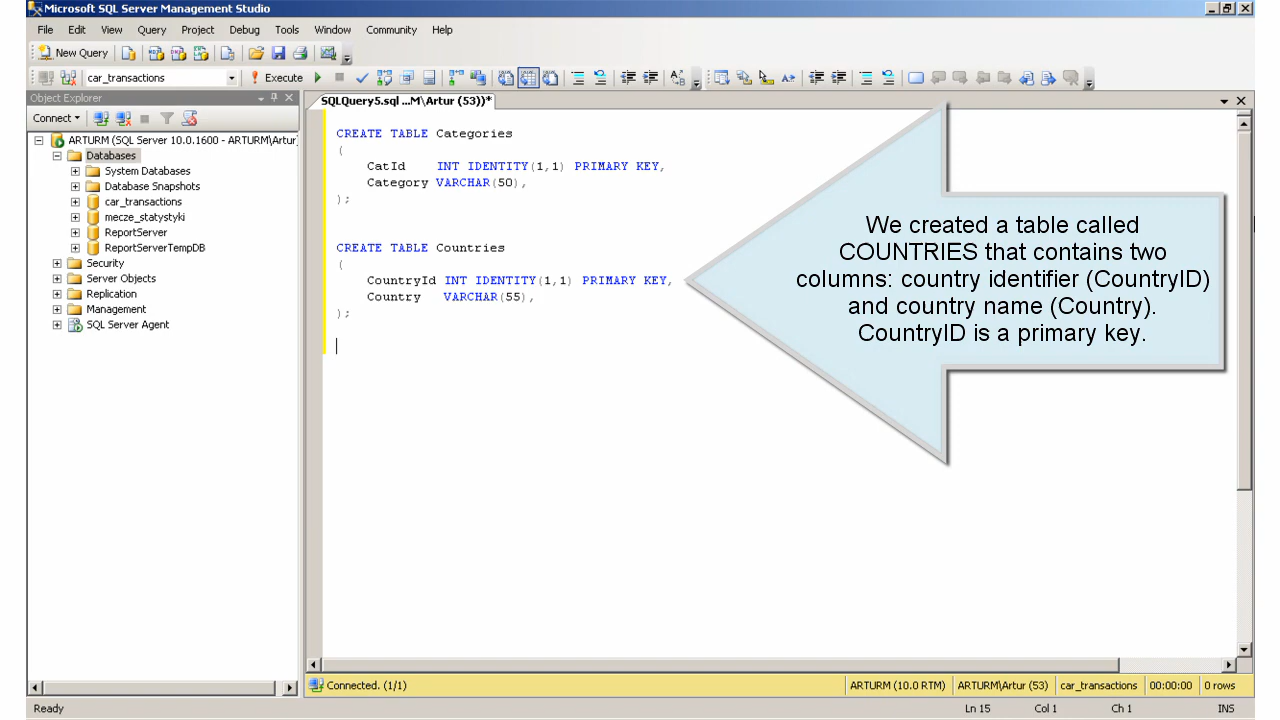 Microsoft SQL Server Management Studio
File Edit View Query Project Debug Tools Window Community Help
New Query
car_transactions Execute
Object Explorer
SQLQuery5.sql ...M\Artur (53))*
Connect
ARTURM (SQL Server 10.0.1600 - ARTURM\Artur
Databases
System Databases
Database Snapshots
car_transactions
mecze_statystyki
ReportServer
ReportServerTempDB
Security
Server Objects
Replication
Management
SQL Server Agent
CREATE TABLE Categories
(
CatId INT IDENTITY(1,1) PRIMARY KEY,
Category VARCHAR(50),
);
CREATE TABLE Countries
(
CountryId INT IDENTITY(1,1) PRIMARY KEY,
Country VARCHAR(55),
);
We created a table called
COUNTRIES that contains two
columns: country identifier (CountryID)
and country name (Country).
CountryID is a primary key.
Connected. (1/1) ARTURM (10.0 RTM) ARTURM\Artur (53) car_transactions 00:00:00 0 rows
Ready Ln 15 Col 1 Ch 1 INS